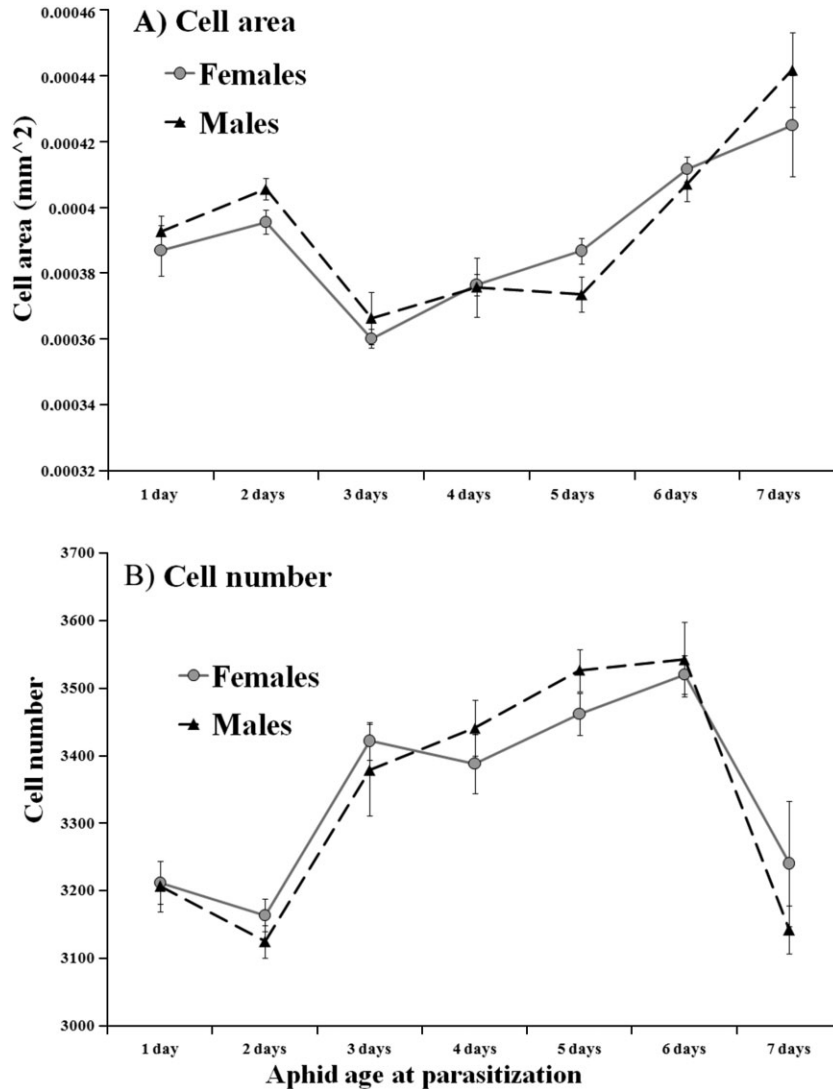 A) Cell area
Females
Males
Cell area (mm^2)
0.00046
0.00044
0.00042
0.0004
0.00038
0.00036
0.00034
0.00032
1 day 2 days 3 days 4 days 5 days 6 days 7 days
B) Cell number
Females
Males
Cell number
3700
3600
3500
3400
3300
3200
3100
3000
1 day 2 days 3 days 4 days 5 days 6 days 7 days
Aphid age at parasitization